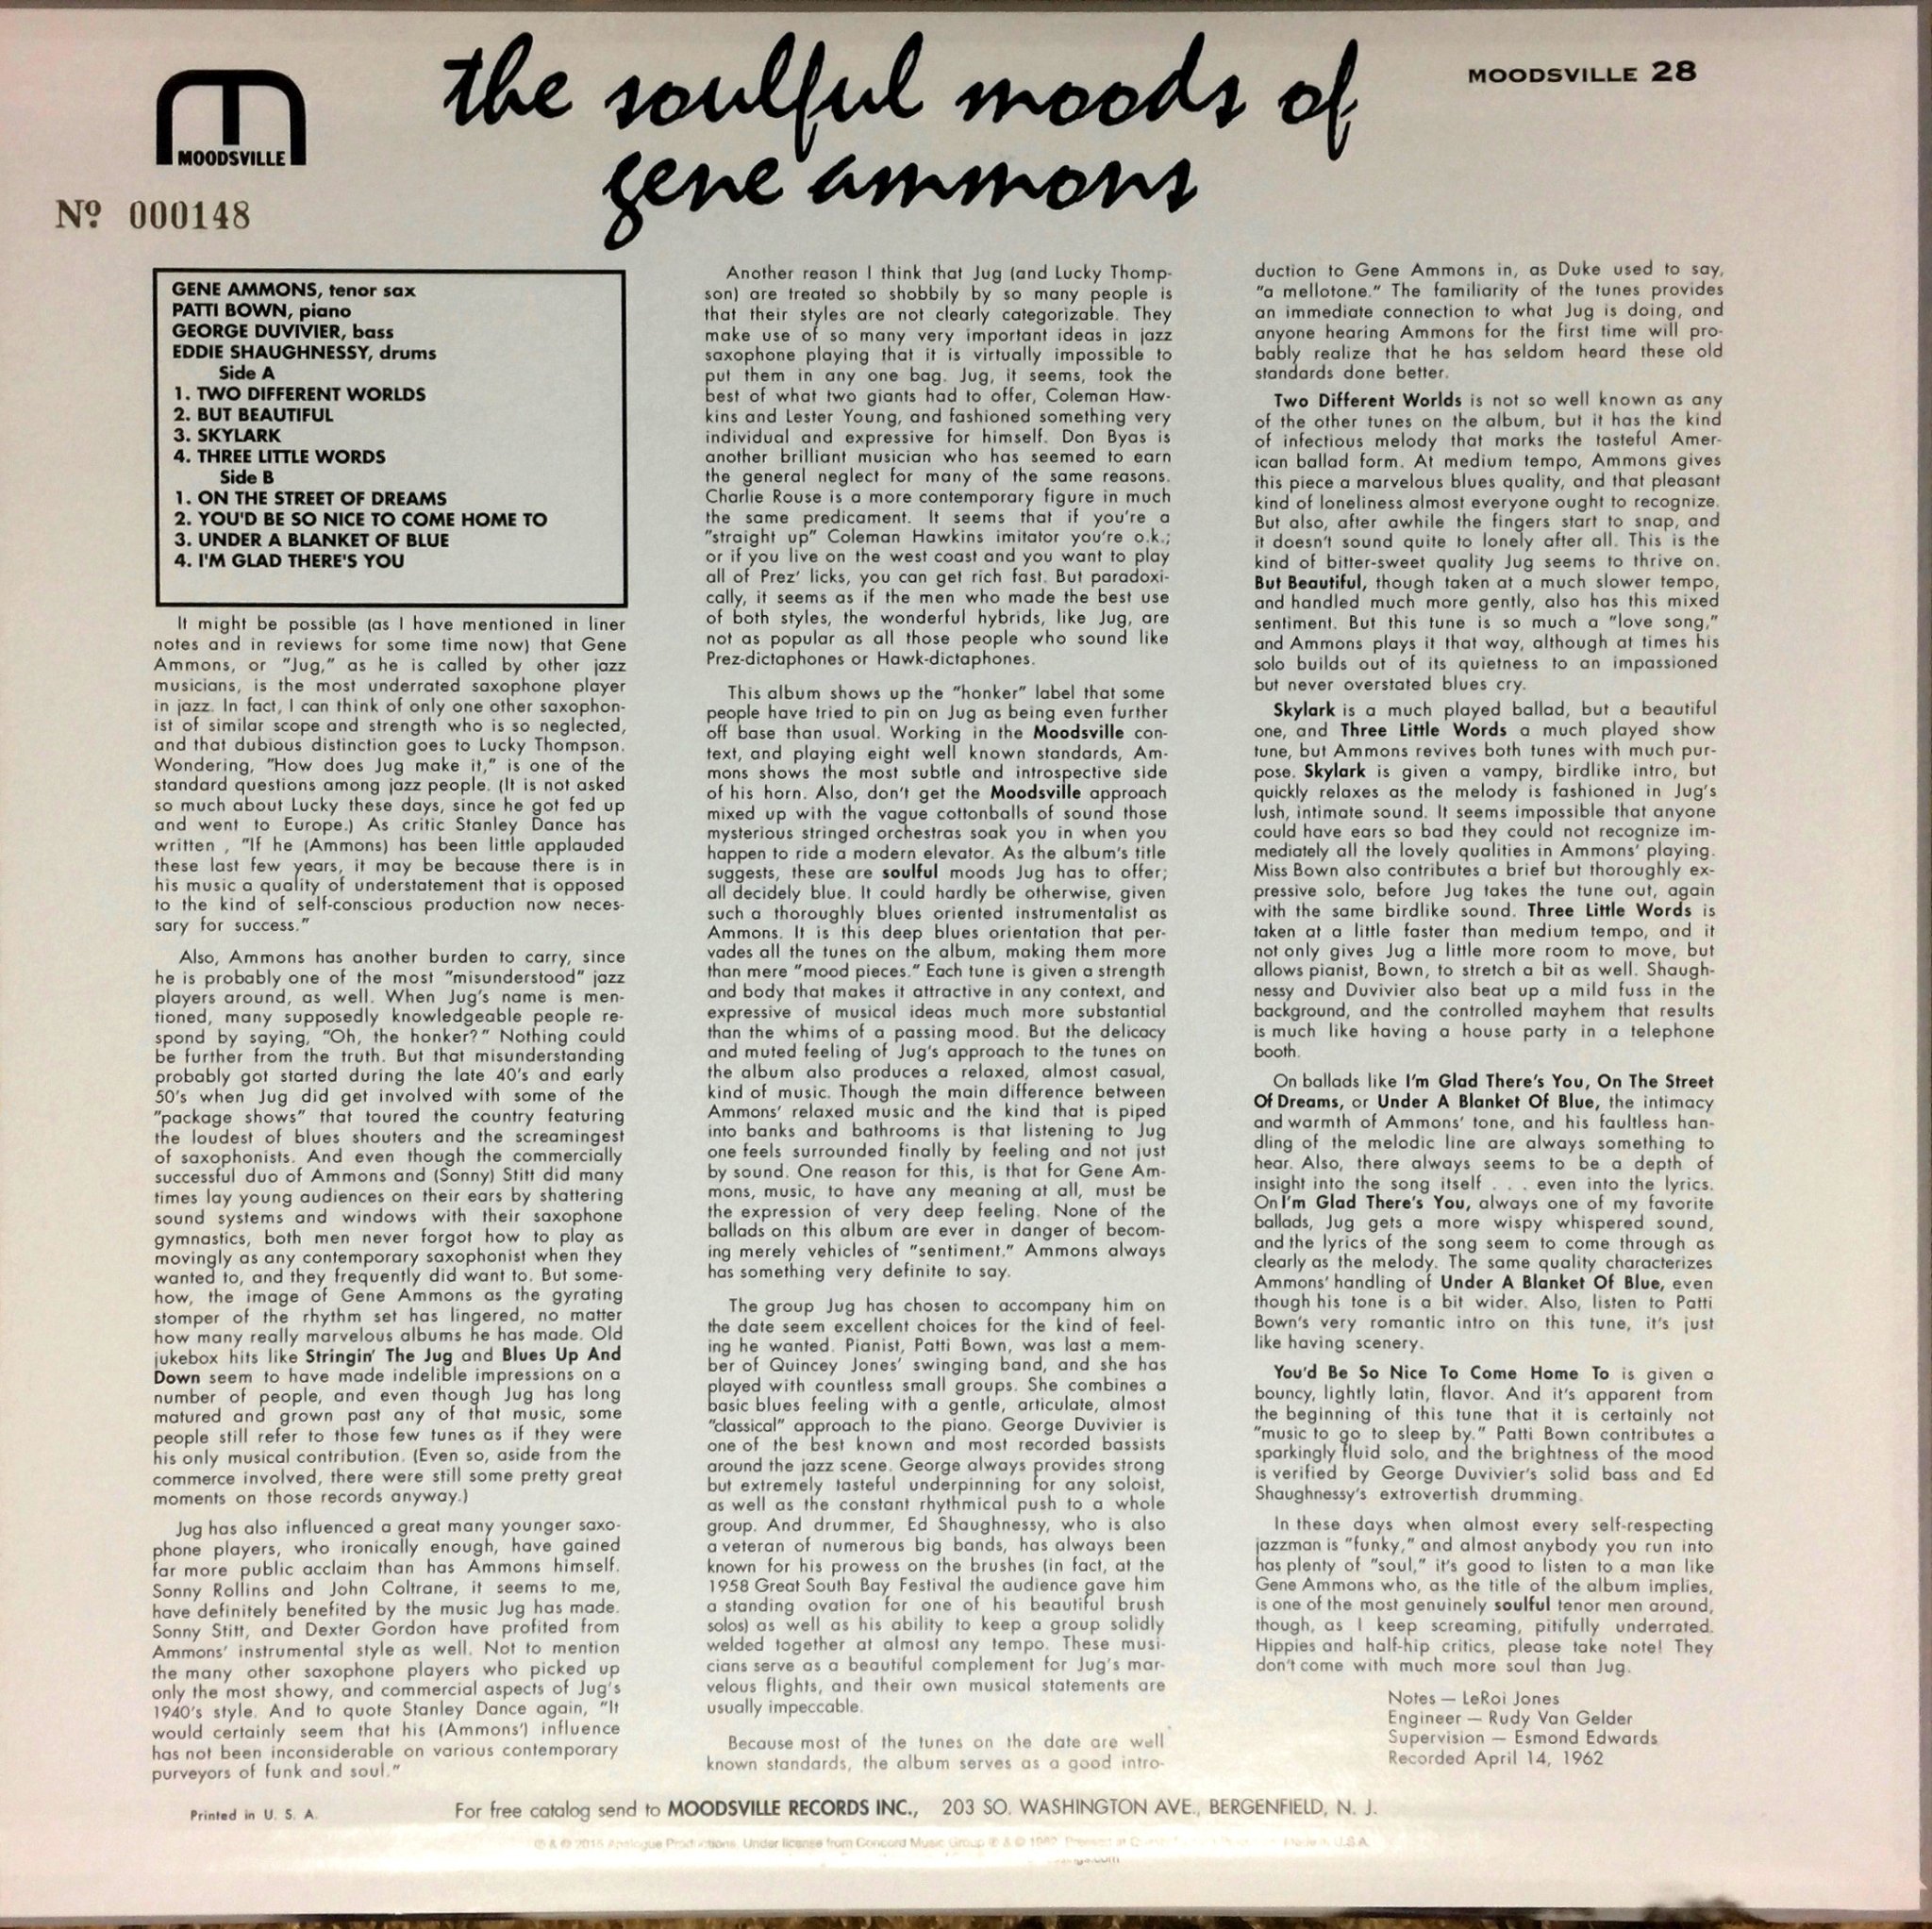 the soulful moods of
gene ammons
MOODSVILLE 28
MOODSVILLE
Nº 000148
GENE AMMONS, tenor sax
PATTI BOWN, piano
GEORGE DUVIVIER, bass
EDDIE SHAUGHNESSY, drums
Side A
1. TWO DIFFERENT WORLDS
2. BUT BEAUTIFUL
3. SKYLARK
4. THREE LITTLE WORDS
Side B
1. ON THE STREET OF DREAMS
2. YOU'D BE SO NICE TO COME HOME TO
3. UNDER A BLANKET OF BLUE
4. I'M GLAD THERE'S YOU
It might be possible (as I have mentioned in liner
notes and in reviews for some time now) that Gene
Ammons, or "Jug," as he is called by other jazz
musicians, is the most underrated saxophone player
in jazz. In fact, I can think of only one other saxophon-
ist of similar scope and strength who is so neglected,
and that dubious distinction goes to Lucky Thompson.
Wondering, "How does Jug make it," is one of the
standard questions among jazz people. (It is not asked
so much about Lucky these days, since he got fed up
and went to Europe.) As critic Stanley Dance has
written , "If he (Ammons) has been little applauded
these last few years, it may be because there is in
his music a quality of understatement that is opposed
to the kind of self-conscious production now neces-
sary for success."
Also, Ammons has another burden to carry, since
he is probably one of the most "misunderstood" jazz
players around, as well. When Jug's name is men-
tioned, many supposedly knowledgeable people re-
spond by saying, "Oh, the honker?" Nothing could
be further from the truth. But that misunderstanding
probably got started during the late 40's and early
50's when Jug did get involved with some of the
"package shows" that toured the country featuring
the loudest of blues shouters and the screamingest
of saxophonists. And even though the commercially
successful duo of Ammons and (Sonny) Stitt did many
times lay young audiences on their ears by shattering
sound systems and windows with their saxophone
gymnastics, both men never forgot how to play as
movingly as any contemporary saxophonist when they
wanted to, and they frequently did want to. But some-
how, the image of Gene Ammons as the gyrating
stomper of the rhythm set has lingered, no matter
how many really marvelous albums he has made. Old
jukebox hits like Stringin' The Jug and Blues Up And
Down seem to have made indelible impressions on a
number of people, and even though Jug has long
matured and grown past any of that music, some
people still refer to those few tunes as if they were
his only musical contribution. (Even so, aside from the
commerce involved, there were still some pretty great
moments on those records anyway.)
Jug has also influenced a great many younger saxo-
phone players, who ironically enough, have gained
far more public acclaim than has Ammons himself.
Sonny Rollins and John Coltrane, it seems to me,
have definitely benefited by the music Jug has made.
Sonny Stitt, and Dexter Gordon have profited from
Ammons' instrumental style as well. Not to mention
the many other saxophone players who picked up
only the most showy, and commercial aspects of Jug's
1940's style. And to quote Stanley Dance again, "It
would certainly seem that his (Ammons') influence
has not been inconsiderable on various contemporary
purveyors of funk and soul."
Another reason I think that Jug (and Lucky Thomp-
son) are treated so shobbily by so many people is
that their styles are not clearly categorizable. They
make use of so many very important ideas in jazz
saxophone playing that it is virtually impossible to
put them in any one bag. Jug, it seems, took the
best of what two giants had to offer, Coleman Haw-
kins and Lester Young, and fashioned something very
individual and expressive for himself. Don Byas is
another brilliant musician who has seemed to earn
the general neglect for many of the same reasons.
Charlie Rouse is a more contemporary figure in much
the same predicament. It seems that if you're a
"straight up" Coleman Hawkins imitator you're o.k.;
or if you live on the west coast and you want to play
all of Prez' licks, you can get rich fast. But paradoxi-
cally, it seems as if the men who made the best use
of both styles, the wonderful hybrids, like Jug, are
not as popular as all those people who sound like
Prez-dictaphones or Hawk-dictaphones.
This album shows up the "honker" label that some
people have tried to pin on Jug as being even further
off base than usual. Working in the Moodsville con-
text, and playing eight well known standards, Am-
mons shows the most subtle and introspective side
of his horn. Also, don't get the Moodsville approach
mixed up with the vague cottonballs of sound those
mysterious stringed orchestras soak you in when you
happen to ride a modern elevator. As the album's title
suggests, these are soulful moods Jug has to offer;
all decidely blue. It could hardly be otherwise, given
such a thoroughly blues oriented instrumentalist as
Ammons. It is this deep blues orientation that per-
vades all the tunes on the album, making them more
than mere "mood pieces." Each tune is given a strength
and body that makes it attractive in any context, and
expressive of musical ideas much more substantial
than the whims of a passing mood. But the delicacy
and muted feeling of Jug's approach to the tunes on
the album also produces a relaxed, almost casual,
kind of music. Though the main difference between
Ammons' relaxed music and the kind that is piped
into banks and bathrooms is that listening to Jug
one feels surrounded finally by feeling and not just
by sound. One reason for this, is that for Gene Am-
mons, music, to have any meaning at all, must be
the expression of very deep feeling. None of the
ballads on this album are ever in danger of becom-
ing merely vehicles of "sentiment." Ammons always
has something very definite to say.
The group Jug has chosen to accompany him on
the date seem excellent choices for the kind of feel-
ing he wanted. Pianist, Patti Bown, was last a mem-
ber of Quincey Jones' swinging band, and she has
played with countless small groups. She combines a
basic blues feeling with a gentle, articulate, almost
"classical" approach to the piano. George Duvivier is
one of the best known and most recorded bassists
around the jazz scene. George always provides strong
but extremely tasteful underpinning for any soloist,
as well as the constant rhythmical push to a whole
group. And drummer, Ed Shaughnessy, who is also
a veteran of numerous big bands, has always been
known for his prowess on the brushes (in fact, at the
1958 Great South Bay Festival the audience gave him
a standing ovation for one of his beautiful brush
solos) as well as his ability to keep a group solidly
welded together at almost any tempo. These musi-
cians serve as a beautiful complement for Jug's mar-
velous flights, and their own musical statements are
usually impeccable.
Because most of the tunes on the date are well
known standards, the album serves as a good intro-
duction to Gene Ammons in, as Duke used to say,
"a mellotone." The familiarity of the tunes provides
an immediate connection to what Jug is doing, and
anyone hearing Ammons for the first time will pro-
bably realize that he has seldom heard these old
standards done better.
Two Different Worlds is not so well known as any
of the other tunes on the album, but it has the kind
of infectious melody that marks the tasteful Amer-
ican ballad form. At medium tempo, Ammons gives
this piece a marvelous blues quality, and that pleasant
kind of loneliness almost everyone ought to recognize.
But also, after awhile the fingers start to snap, and
it doesn't sound quite to lonely after all. This is the
kind of bitter-sweet quality Jug seems to thrive on.
But Beautiful, though taken at a much slower tempo,
and handled much more gently, also has this mixed
sentiment. But this tune is so much a "love song,"
and Ammons plays it that way, although at times his
solo builds out of its quietness to an impassioned
but never overstated blues cry.
Skylark is a much played ballad, but a beautiful
one, and Three Little Words a much played show
tune, but Ammons revives both tunes with much pur-
pose. Skylark is given a vampy, birdlike intro, but
quickly relaxes as the melody is fashioned in Jug's
lush, intimate sound. It seems impossible that anyone
could have ears so bad they could not recognize im-
mediately all the lovely qualities in Ammons' playing.
Miss Bown also contributes a brief but thoroughly ex-
pressive solo, before Jug takes the tune out, again
with the same birdlike sound. Three Little Words is
taken at a little faster than medium tempo, and it
not only gives Jug a little more room to move, but
allows pianist, Bown, to stretch a bit as well. Shaugh-
nessy and Duvivier also beat up a mild fuss in the
background, and the controlled mayhem that results
is much like having a house party in a telephone
booth.
On ballads like I'm Glad There's You, On The Street
Of Dreams, or Under A Blanket Of Blue, the intimacy
and warmth of Ammons' tone, and his faultless han-
dling of the melodic line are always something to
hear. Also, there always seems to be a depth of
insight into the song itself . . . even into the lyrics.
On I'm Glad There's You, always one of my favorite
ballads, Jug gets a more wispy whispered sound,
and the lyrics of the song seem to come through as
clearly as the melody. The same quality characterizes
Ammons' handling of Under A Blanket Of Blue, even
though his tone is a bit wider. Also, listen to Patti
Bown's very romantic intro on this tune, it's just
like having scenery.
You'd Be So Nice To Come Home To is given a
bouncy, lightly latin, flavor. And it's apparent from
the beginning of this tune that it is certainly not
"music to go to sleep by." Patti Bown contributes a
sparkingly fluid solo, and the brightness of the mood
is verified by George Duvivier's solid bass and Ed
Shaughnessy's extrovertish drumming.
In these days when almost every self-respecting
jazzman is "funky," and almost anybody you run into
has plenty of "soul," it's good to listen to a man like
Gene Ammons who, as the title of the album implies,
is one of the most genuinely soulful tenor men around,
though, as I keep screaming, pitifully underrated.
Hippies and half-hip critics, please take note! They
don't come with much more soul than Jug.
Notes — LeRoi Jones
Engineer — Rudy Van Gelder
Supervision — Esmond Edwards
Recorded April 14, 1962
Printed in U. S. A.
For free catalog send to MOODSVILLE RECORDS INC., 203 SO. WASHINGTON AVE., BERGENFIELD, N. J.
Productions. Under license from Concord Music Group ℗ & © U.S.A.